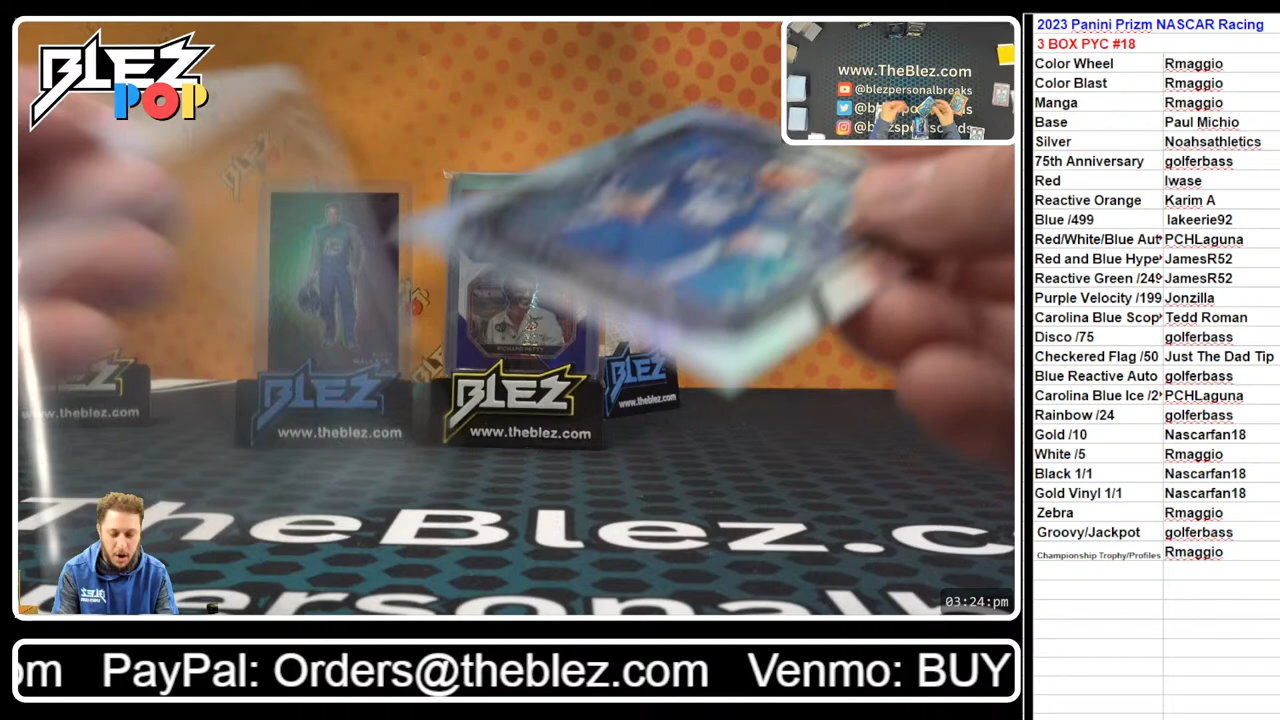 BLEZ
POP
www.TheBlez.com
@blezpersonalbreaks
RICHARD PETTY
BLEZ
www.theblez.com
BLEZ
www.theblez.com
BLEZ
www.theblez.com
www.theblez.com
TheBlez.c
03:24:pm
PayPal: Orders@theblez.com Venmo: BUY
2023 Panini Prizm NASCAR Racing
3 BOX PYC #18
Color Wheel Rmaggio
Color Blast Rmaggio
Manga Rmaggio
Base Paul Michio
Silver Noahsathletics
75th Anniversary golferbass
Red Iwase
Reactive Orange Karim A
Blue /499 lakeerie92
Red/White/Blue Aut PCHLaguna
Red and Blue Hype JamesR52
Reactive Green /249 JamesR52
Purple Velocity /199 Jonzilla
Carolina Blue Scop Tedd Roman
Disco /75 golferbass
Checkered Flag /50 Just The Dad Tip
Blue Reactive Auto golferbass
Carolina Blue Ice /2 PCHLaguna
Rainbow /24 golferbass
Gold /10 Nascarfan18
White /5 Rmaggio
Black 1/1 Nascarfan18
Gold Vinyl 1/1 Nascarfan18
Zebra Rmaggio
Groovy/Jackpot golferbass
Championship Trophy/Profiles Rmaggio